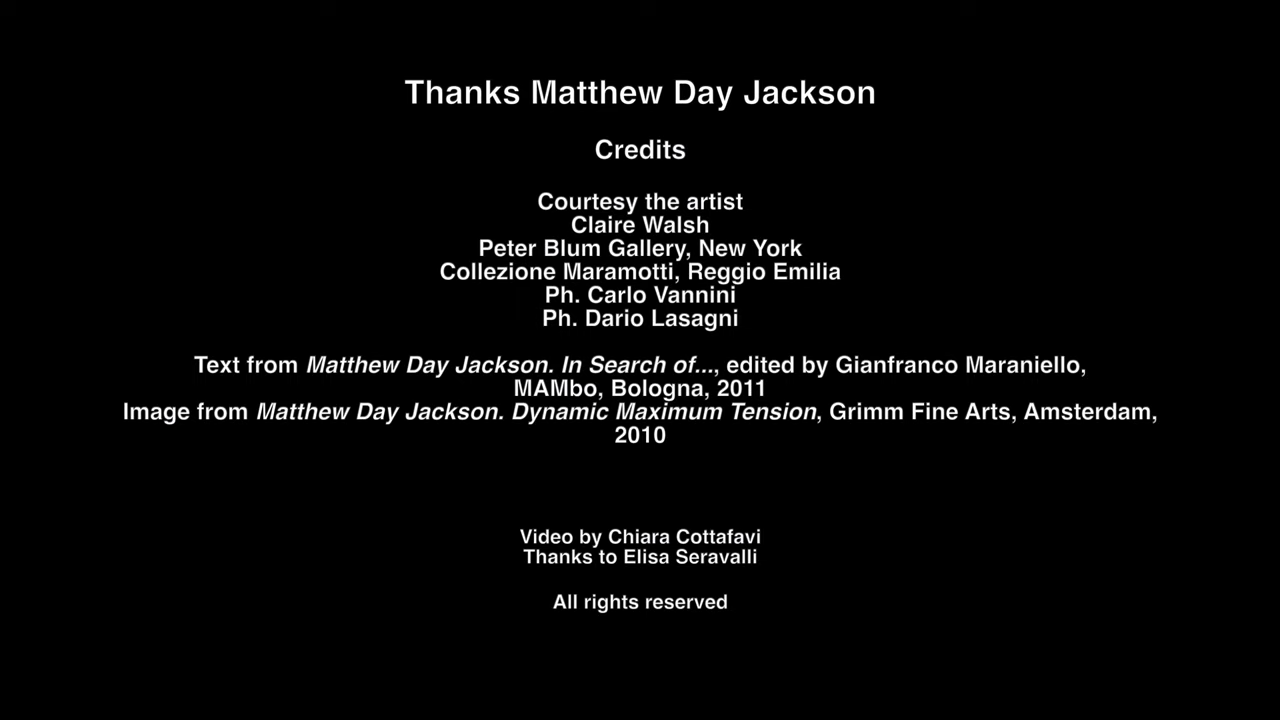 Thanks Matthew Day Jackson
Credits
Courtesy the artist
Claire Walsh
Peter Blum Gallery, New York
Collezione Maramotti, Reggio Emilia
Ph. Carlo Vannini
Ph. Dario Lasagni
Text from Matthew Day Jackson. In Search of..., edited by Gianfranco Maraniello,
MAMbo, Bologna, 2011
Image from Matthew Day Jackson. Dynamic Maximum Tension, Grimm Fine Arts, Amsterdam,
2010
Video by Chiara Cottafavi
Thanks to Elisa Seravalli
All rights reserved